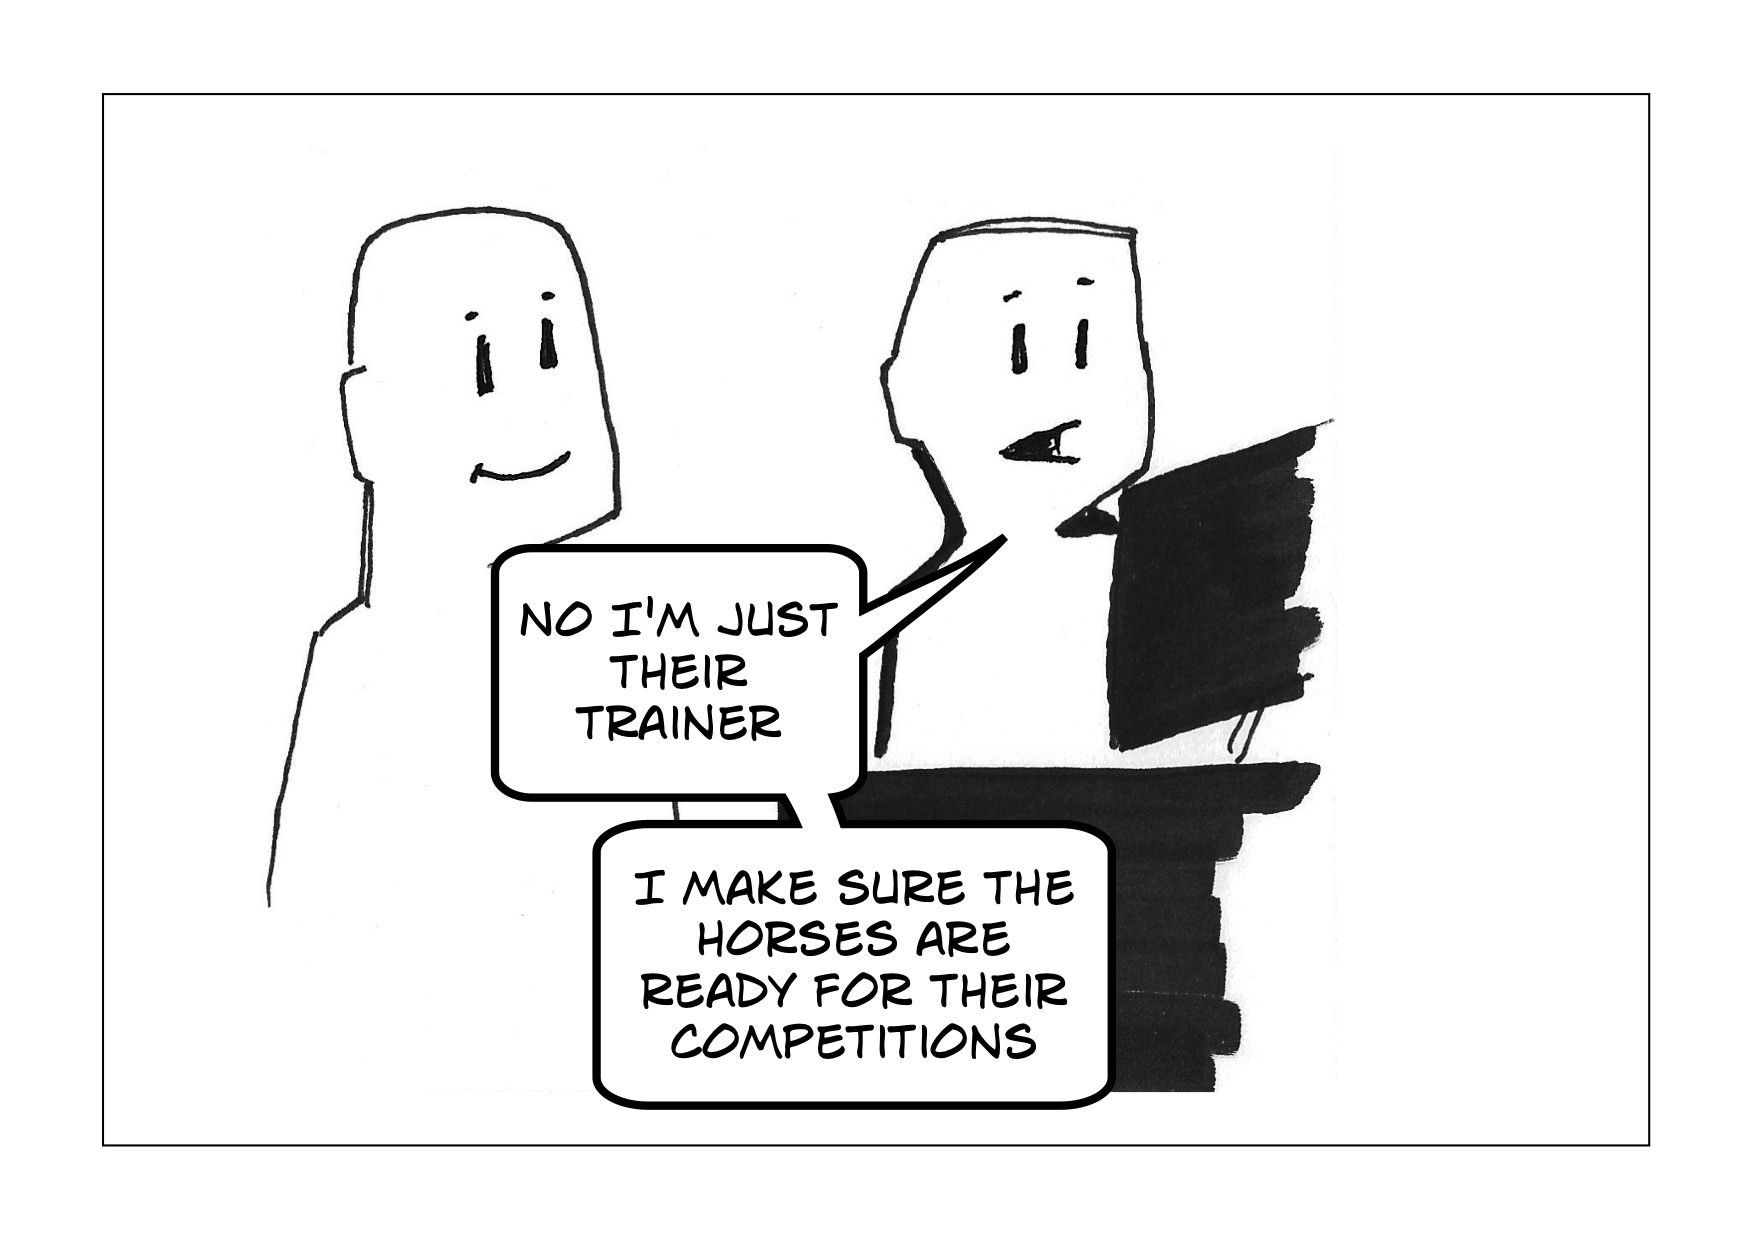 NO I'M JUST
THEIR
TRAINER
I MAKE SURE THE
HORSES ARE
READY FOR THEIR
COMPETITIONS